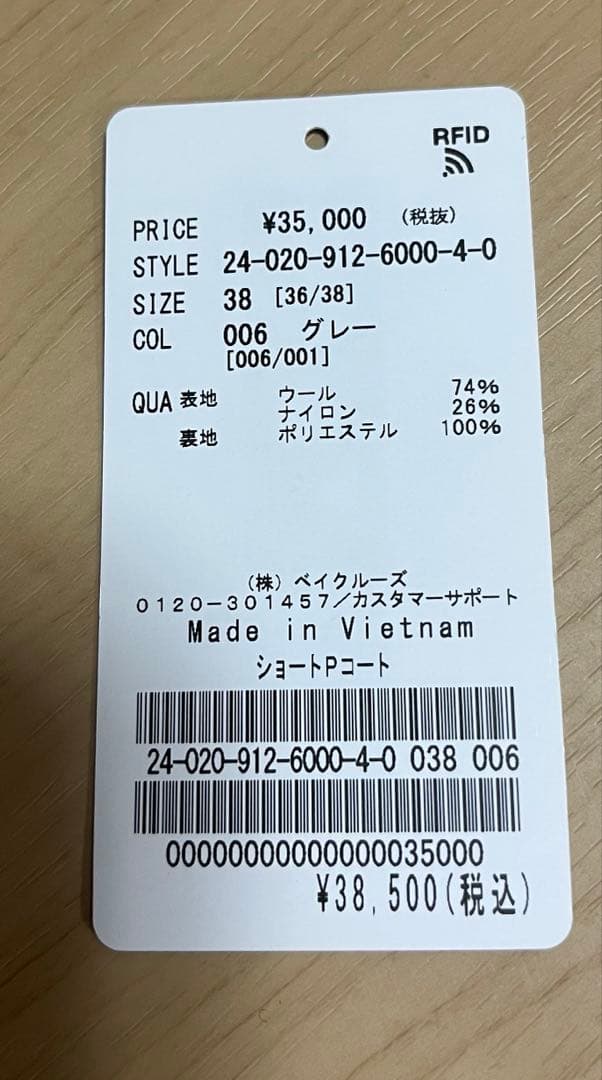 RFID
PRICE ¥35,000 (税抜)
STYLE 24-020-912-6000-4-0
SIZE 38 [36/38]
COL 006 グレー
[006/001]
QUA 表地 ウール 74%
ナイロン 26%
裏地 ポリエステル 100%
(株) ベイクルーズ
0120-301457/カスタマーサポート
Made in Vietnam
ショートPコート
24-020-912-6000-4-0 038 006
00000000000000035000
¥38,500(税込)